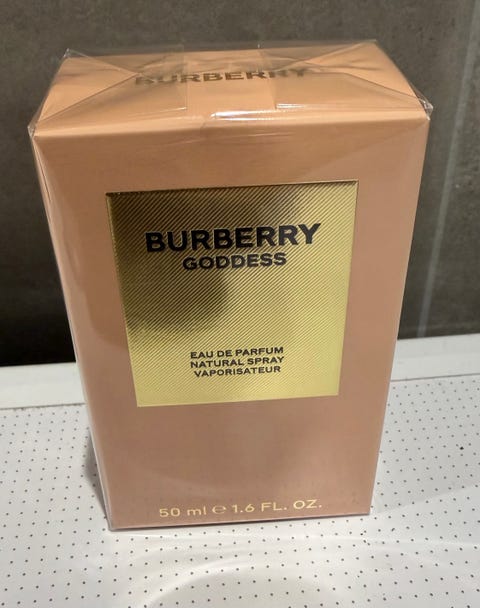 BURBERRY
BURBERRY
GODDESS
EAU DE PARFUM
NATURAL SPRAY
VAPORISATEUR
50 ml ℮ 1.6 FL. OZ.